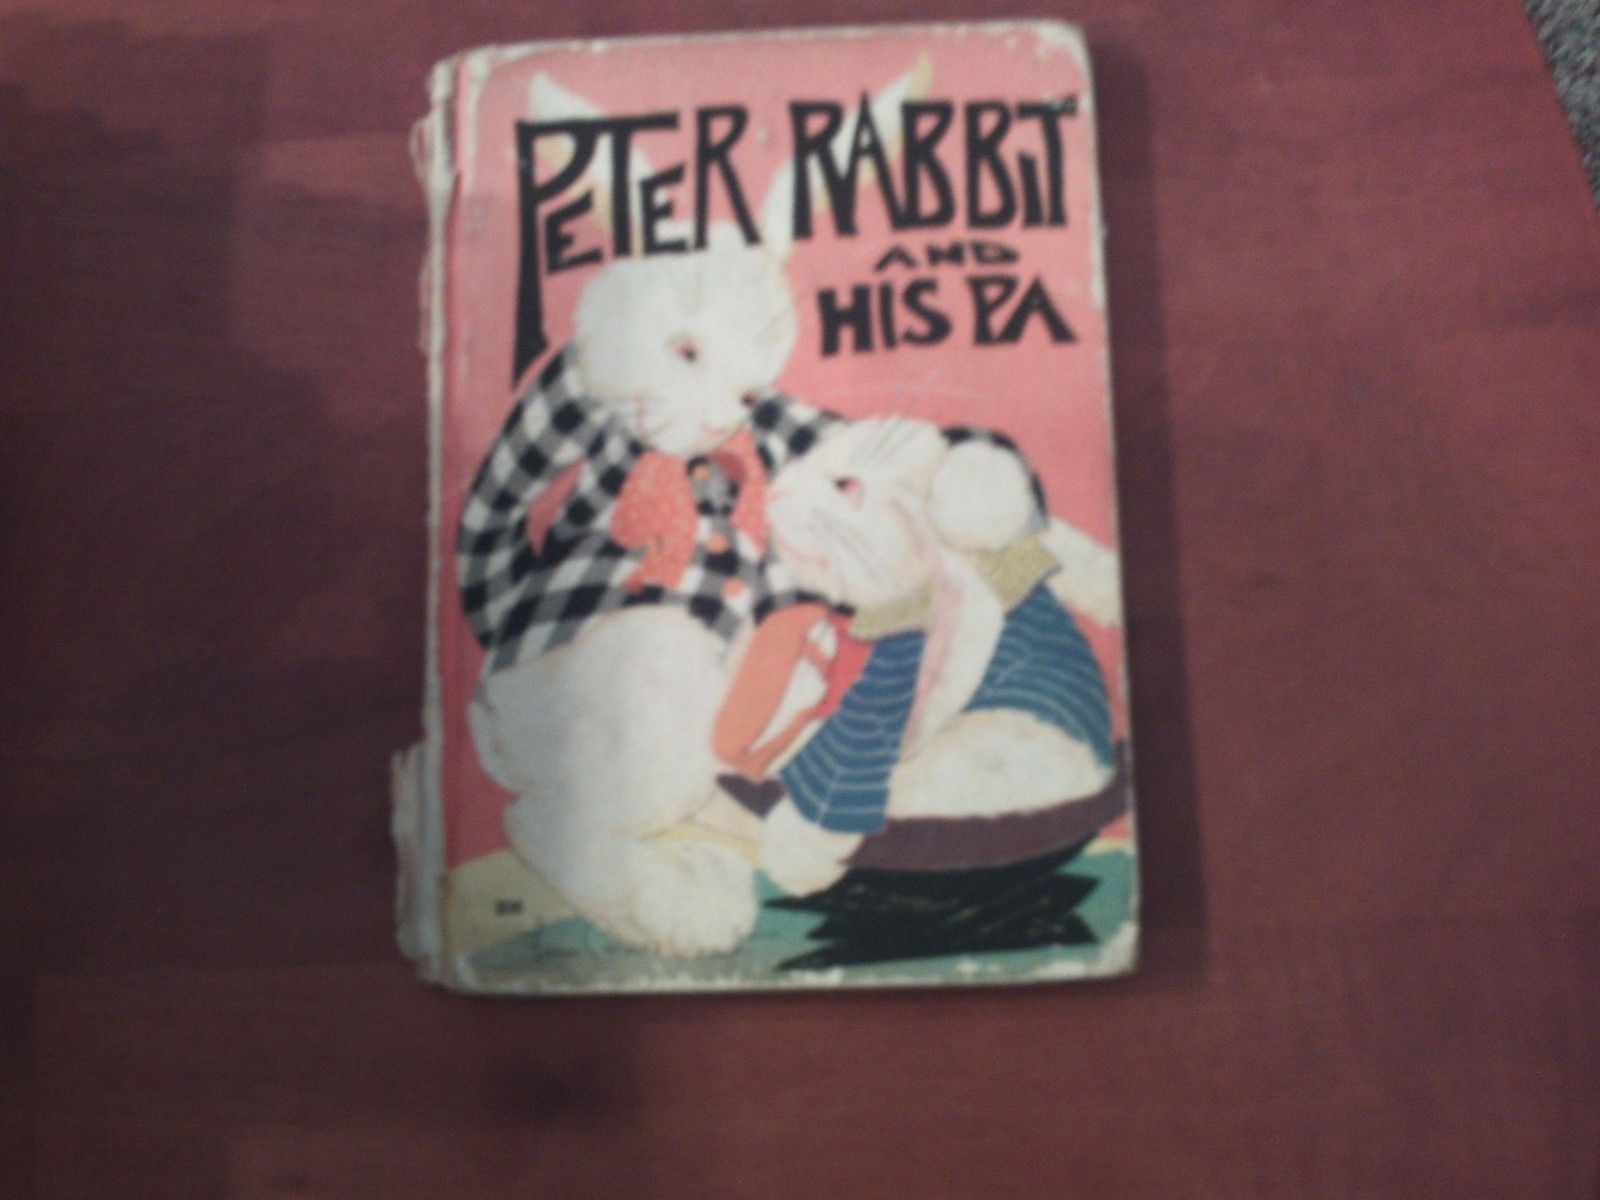 PETER RABBIT
AND
HIS PA